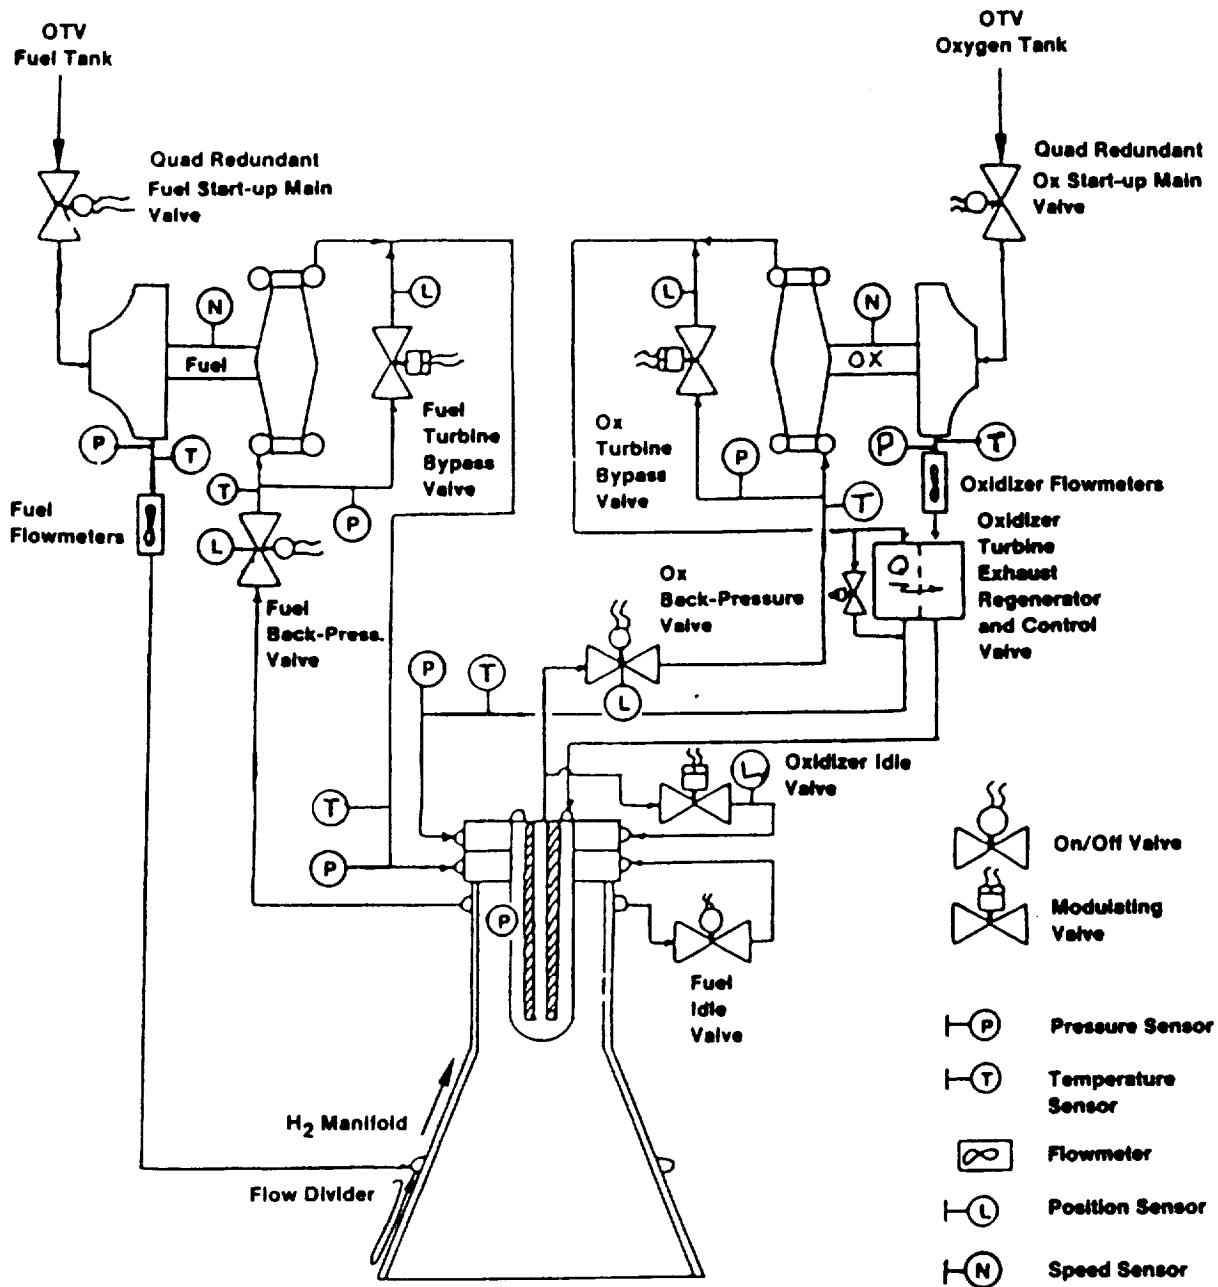 OTV
Fuel Tank
OTV
Oxygen Tank
Quad Redundant
Fuel Start-up Main
Valve
Quad Redundant
Ox Start-up Main
Valve
N
Fuel
L
L
N
OX
P
T
Fuel
Turbine
Bypass
Valve
Ox
Turbine
Bypass
Valve
P
P
T
Fuel
Flowmeters
T
P
L
T
Oxidizer Flowmeters
Oxidizer
Turbine
Exhaust
Regenerator
and Control
Valve
Q
Fuel
Back-Press.
Valve
Ox
Back-Pressure
Valve
P
T
L
Oxidizer Idle
Valve
L
T
P
P
Fuel
Idle
Valve
On/Off Valve
Modulating
Valve
H2 Manifold
Flow Divider
P Pressure Sensor
T Temperature
Sensor
Flowmeter
L Position Sensor
N Speed Sensor